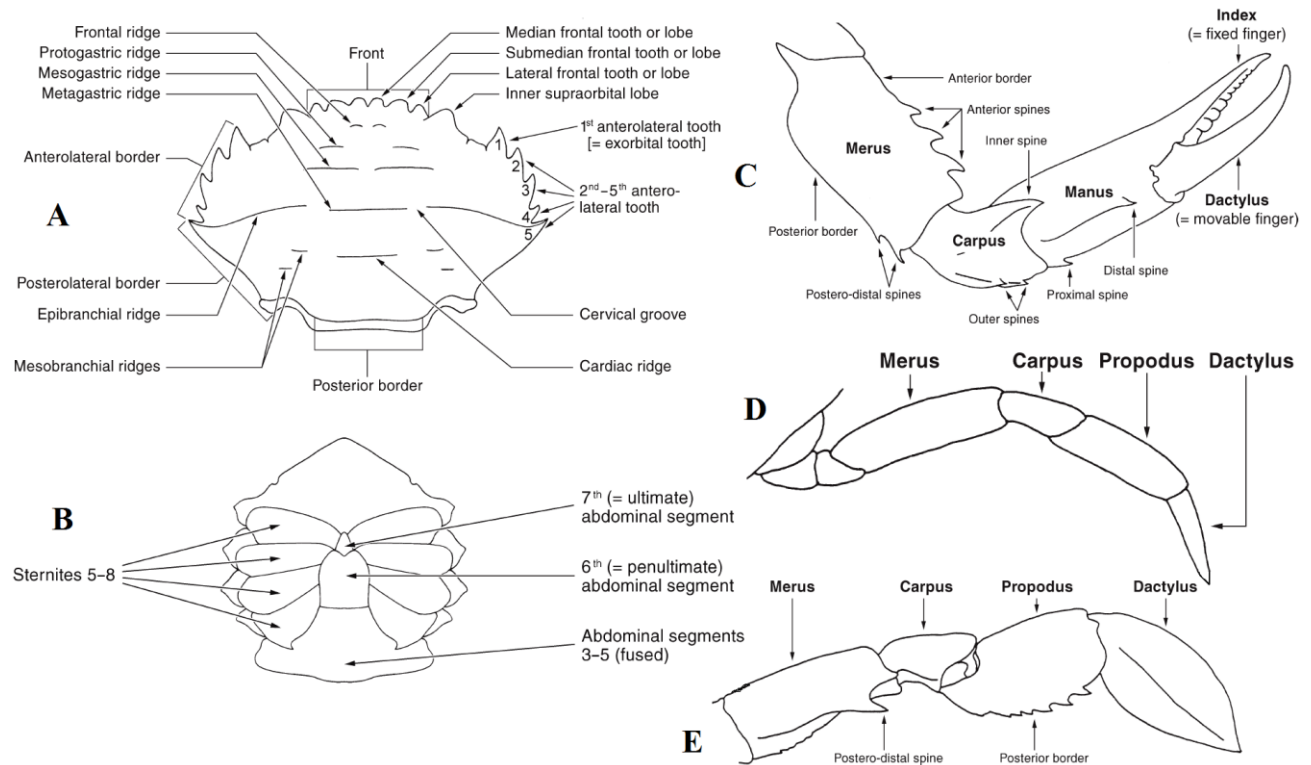 A
Frontal ridge
Protogastric ridge
Mesogastric ridge
Metagastric ridge
Front
Median frontal tooth or lobe
Submedian frontal tooth or lobe
Lateral frontal tooth or lobe
Inner supraorbital lobe
1st anterolateral tooth
[= exorbital tooth]
1
2
3
4
5
2nd–5th antero-
lateral tooth
Anterolateral border
Posterolateral border
Epibranchial ridge
Mesobranchial ridges
Posterior border
Cervical groove
Cardiac ridge
B
Sternites 5–8
7th (= ultimate)
abdominal segment
6th (= penultimate)
abdominal segment
Abdominal segments
3–5 (fused)
C
Index
(= fixed finger)
Anterior border
Anterior spines
Inner spine
Merus
Manus
Dactylus
(= movable finger)
Posterior border
Carpus
Distal spine
Postero-distal spines
Proximal spine
Outer spines
D
Merus
Carpus
Propodus
Dactylus
E
Merus
Carpus
Propodus
Dactylus
Postero-distal spine
Posterior border